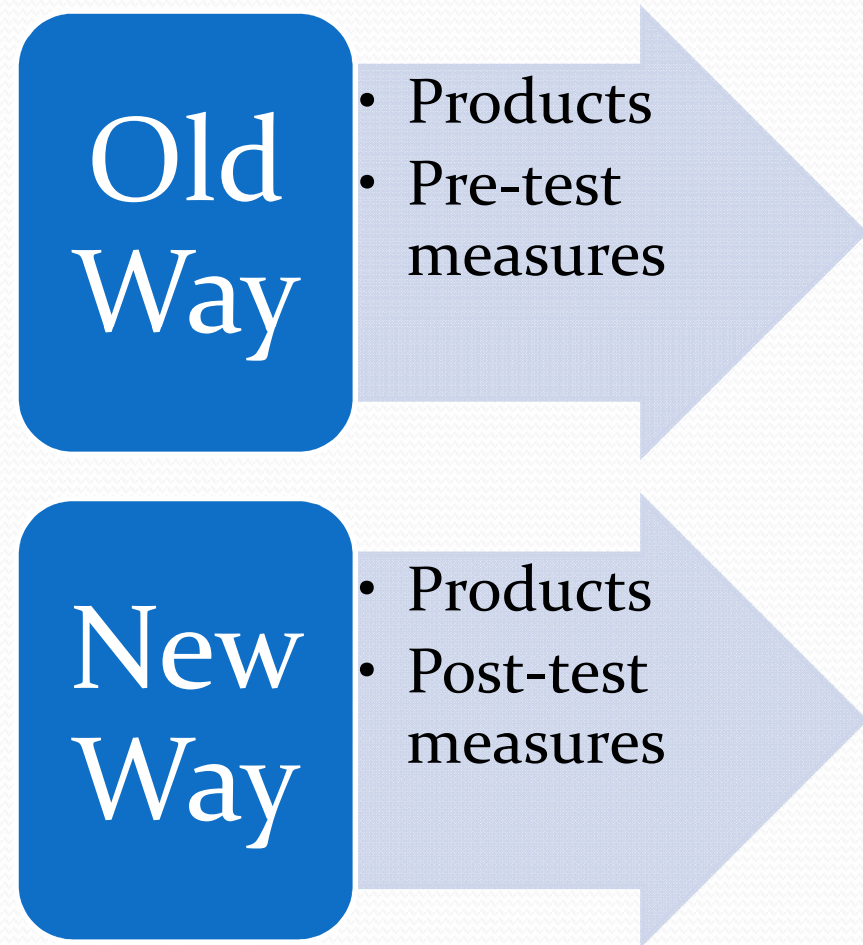 Old
Way
• Products
• Pre-test
measures
New
Way
• Products
• Post-test
measures